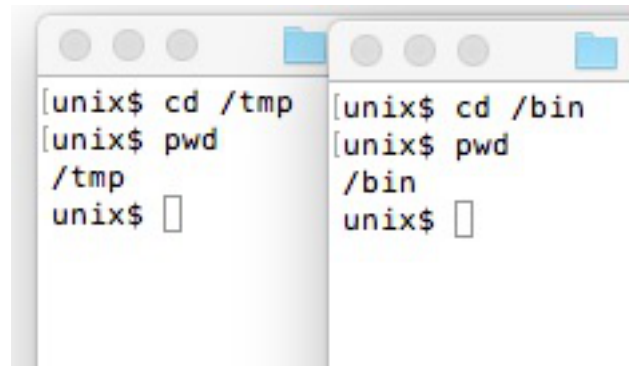 [unix$ cd /tmp
[unix$ pwd
/tmp
unix$
[unix$ cd /bin
[unix$ pwd
/bin
unix$